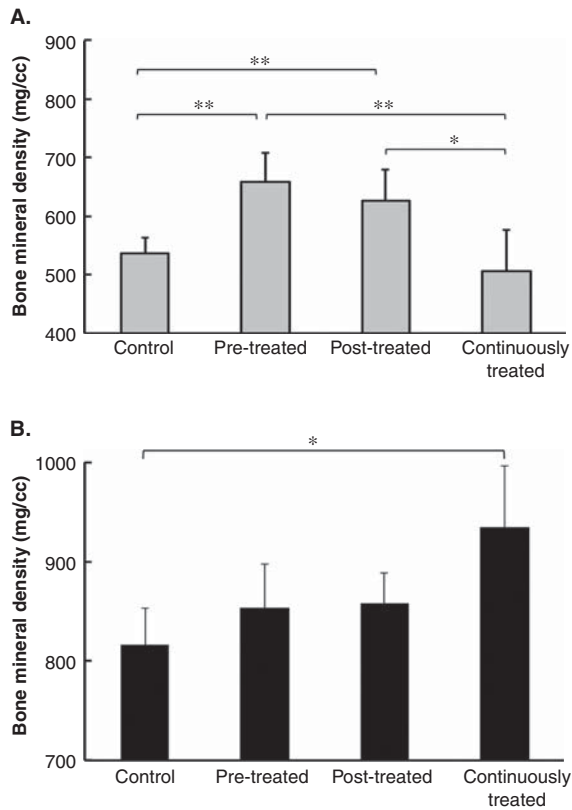 A.
Bone mineral density (mg/cc)
900
800
700
600
500
400
**
**
**
*
Control
Pre-treated
Post-treated
Continuously
treated
B.
Bone mineral density (mg/cc)
1000
900
800
700
*
Control
Pre-treated
Post-treated
Continuously
treated